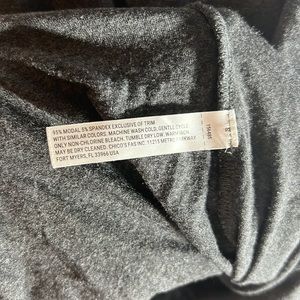 95% MODAL 5% SPANDEX EXCLUSIVE OF TRIM
WITH SIMILAR COLORS. MACHINE WASH COLD, GENTLE CYCLE
ONLY NON-CHLORINE BLEACH, TUMBLE DRY LOW. WARM IRON
MAY BE DRY CLEANED. CHICO'S FAS INC. 11215 METRO PARKWAY
FORT MYERS, FL 33966 USA